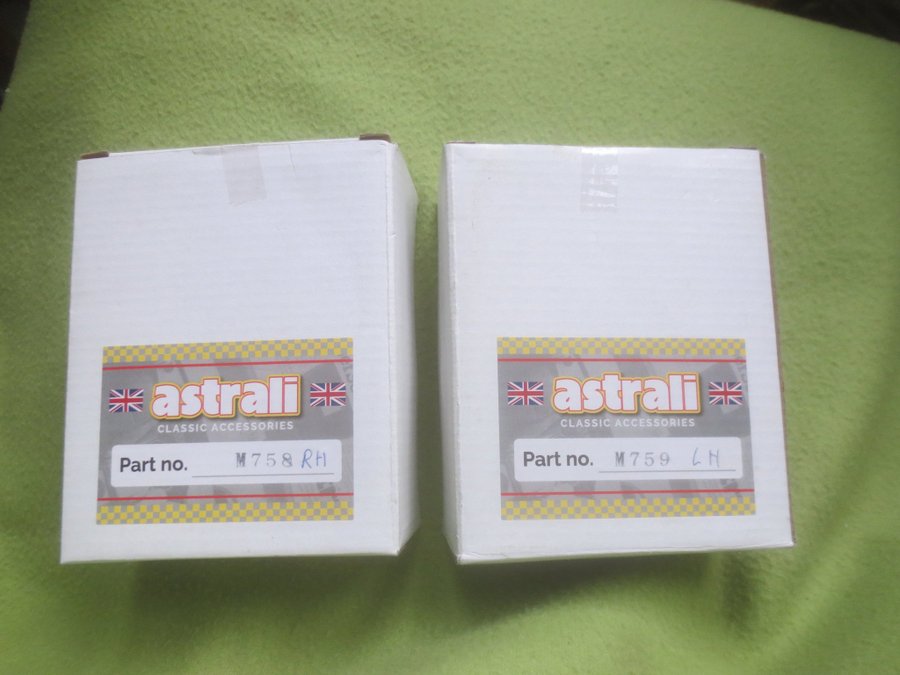 astrali
CLASSIC ACCESSORIES
Part no. M758 RH
astrali
CLASSIC ACCESSORIES
Part no. M759 LH